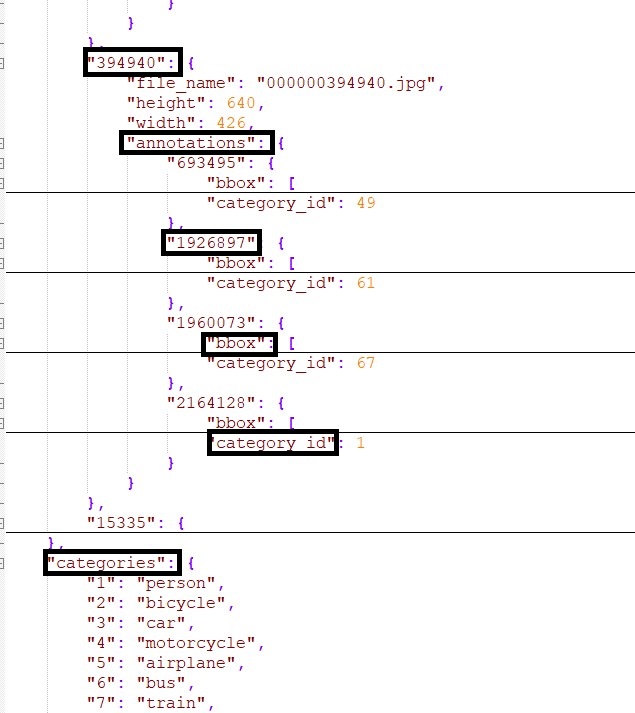 }
}
},
"394940": {
"file_name": "000000394940.jpg",
"height": 640,
"width": 426,
"annotations": {
"693495": {
"bbox": [
"category_id": 49
},
"1926897": {
"bbox": [
"category_id": 61
},
"1960073": {
"bbox": [
"category_id": 67
},
"2164128": {
"bbox": [
"category_id": 1
}
}
},
"15335": {
},
"categories": {
"1": "person",
"2": "bicycle",
"3": "car",
"4": "motorcycle",
"5": "airplane",
"6": "bus",
"7": "train",